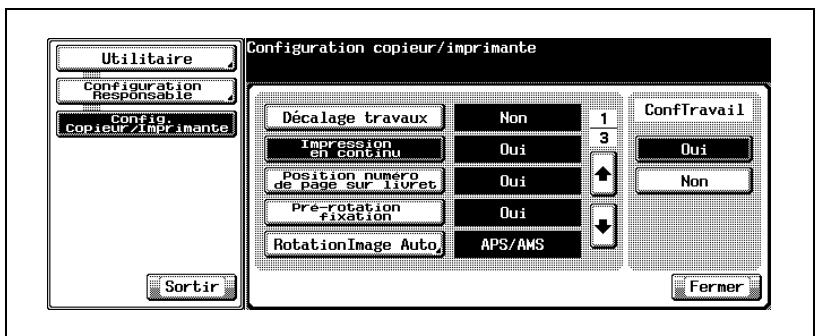 Utilitaire
Configuration
Responsable
Config.
Copieur/Imprimante
Sortir
Configuration copieur/imprimante
Décalage travaux
Non
Impression
en continu
Oui
Position numéro
de page sur livret
Oui
Pré-rotation
fixation
Oui
RotationImage Auto
APS/AMS
1
3
ConfTravail
Oui
Non
Fermer